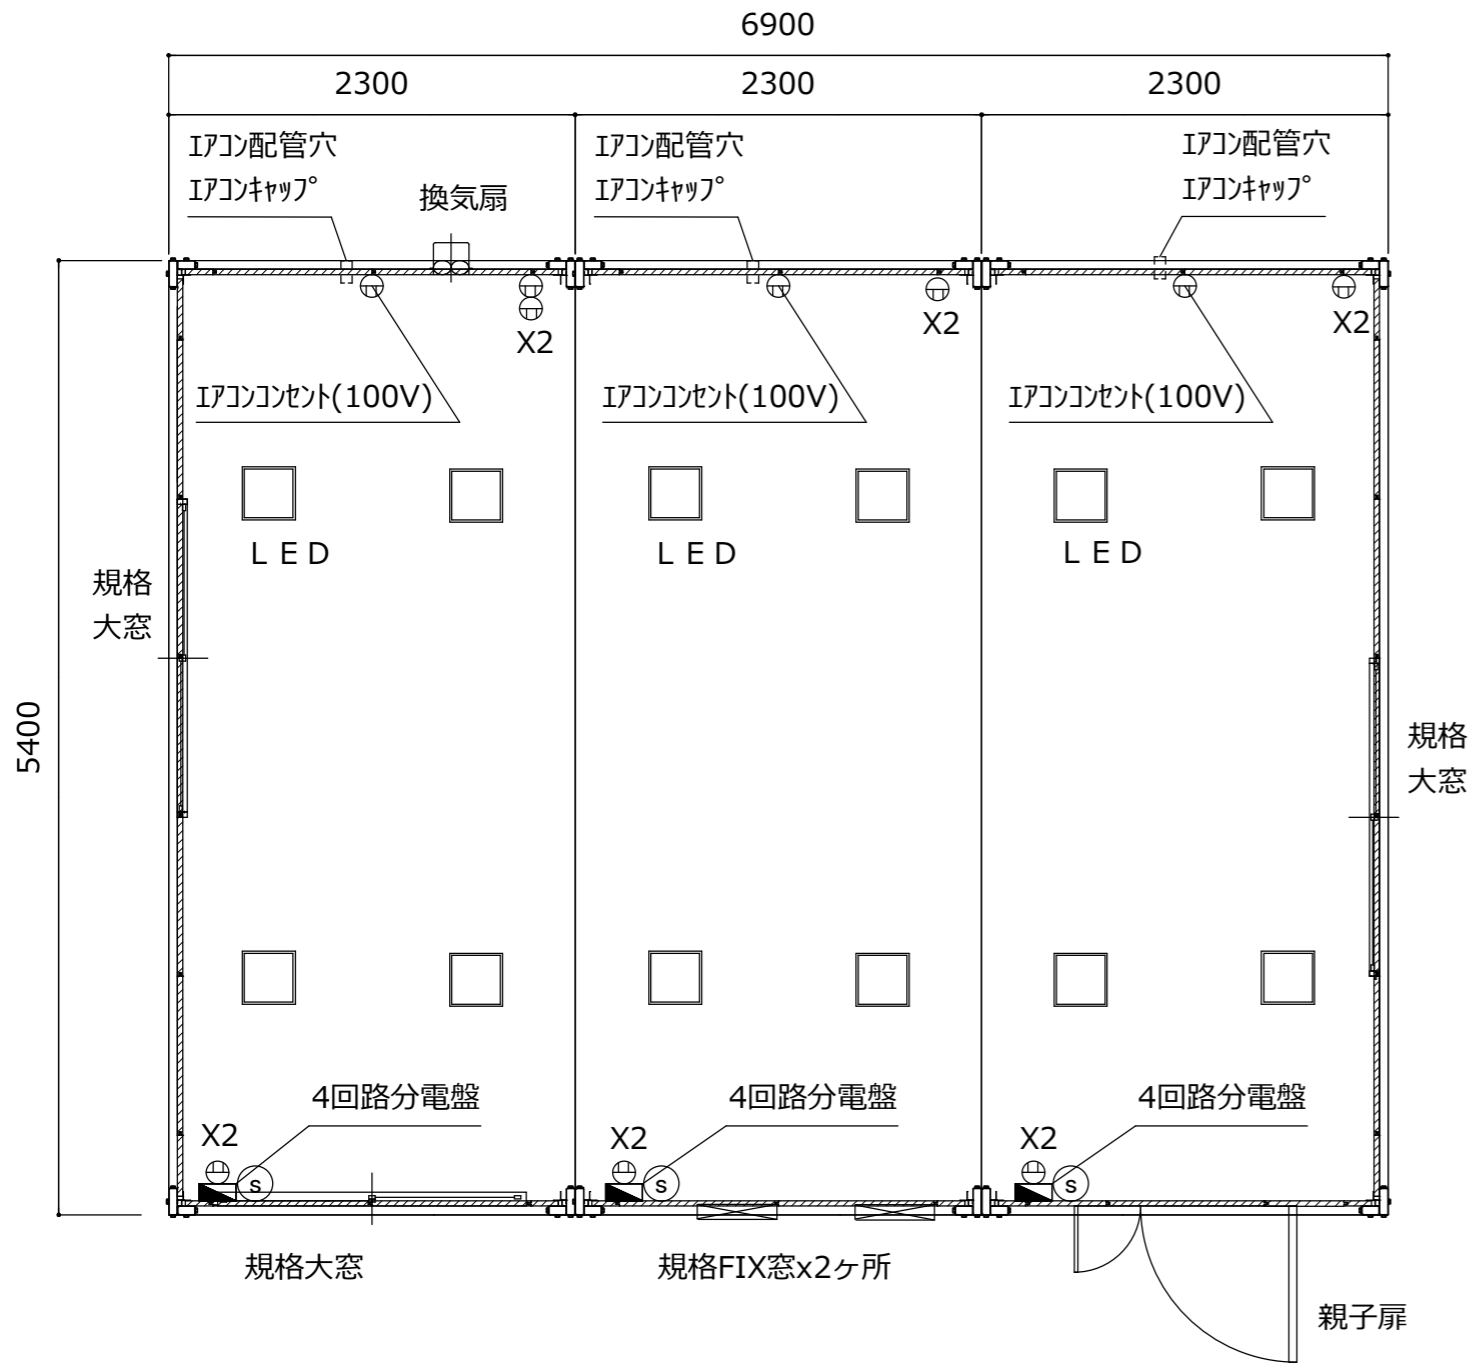 6900
2300
2300
2300
ｴｱｺﾝ配管穴
ｴｱｺﾝｷｬｯﾌﾟ
換気扇
ｴｱｺﾝ配管穴
ｴｱｺﾝｷｬｯﾌﾟ
ｴｱｺﾝ配管穴
ｴｱｺﾝｷｬｯﾌﾟ
X2
X2
X2
ｴｱｺﾝｺﾝｾﾝﾄ(100V)
ｴｱｺﾝｺﾝｾﾝﾄ(100V)
ｴｱｺﾝｺﾝｾﾝﾄ(100V)
ＬＥＤ
ＬＥＤ
ＬＥＤ
規格
大窓
5400
規格
大窓
4回路分電盤
4回路分電盤
4回路分電盤
X2
X2
X2
S
S
S
規格大窓
規格FIX窓x2ヶ所
親子扉